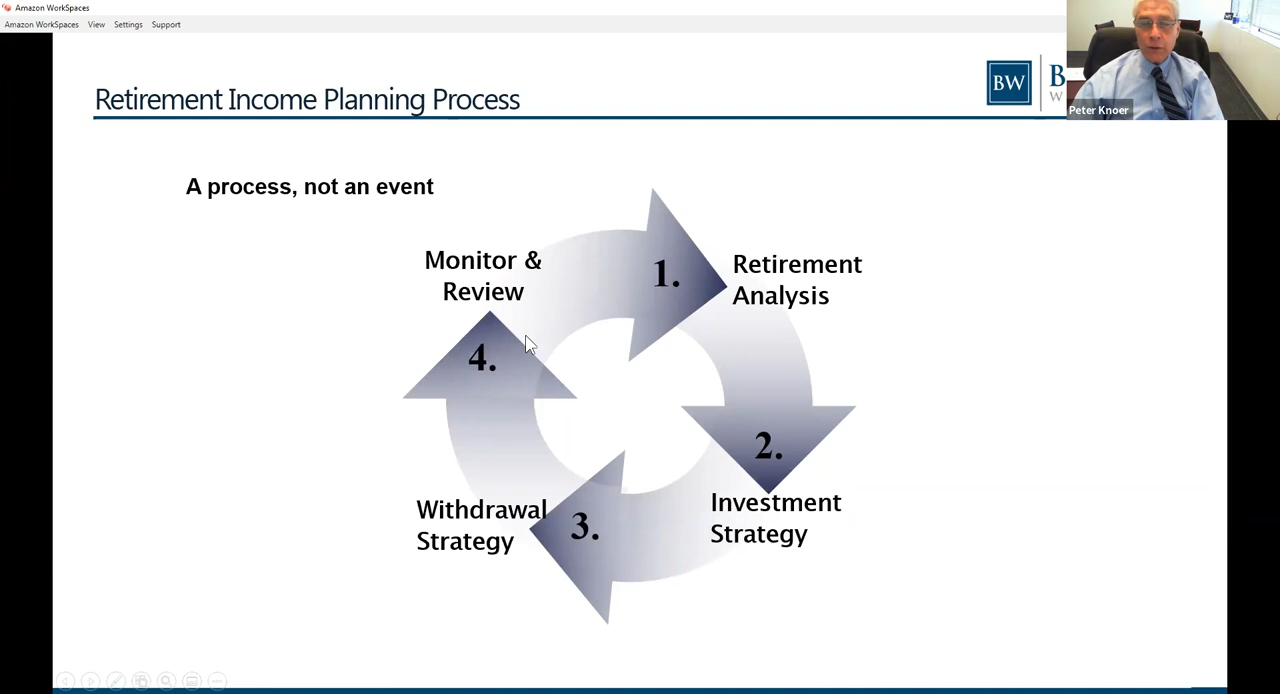 Amazon WorkSpaces
Amazon WorkSpaces View Settings Support
Retirement Income Planning Process
BW
B
W
Peter Knoer
A process, not an event
Monitor &
Review
1.
Retirement
Analysis
4.
2.
Investment
Strategy
Withdrawal
Strategy
3.